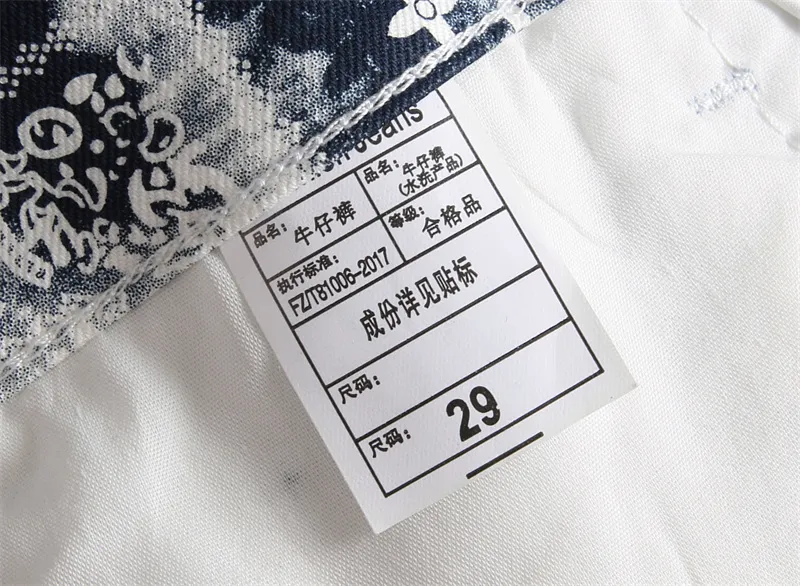 Jeans
品名：牛仔裤
品名：牛仔裤
(水洗产品)
执行标准：
FZ/T81006-2017
等级：合格品
成份详见贴标
尺码：
尺码：29